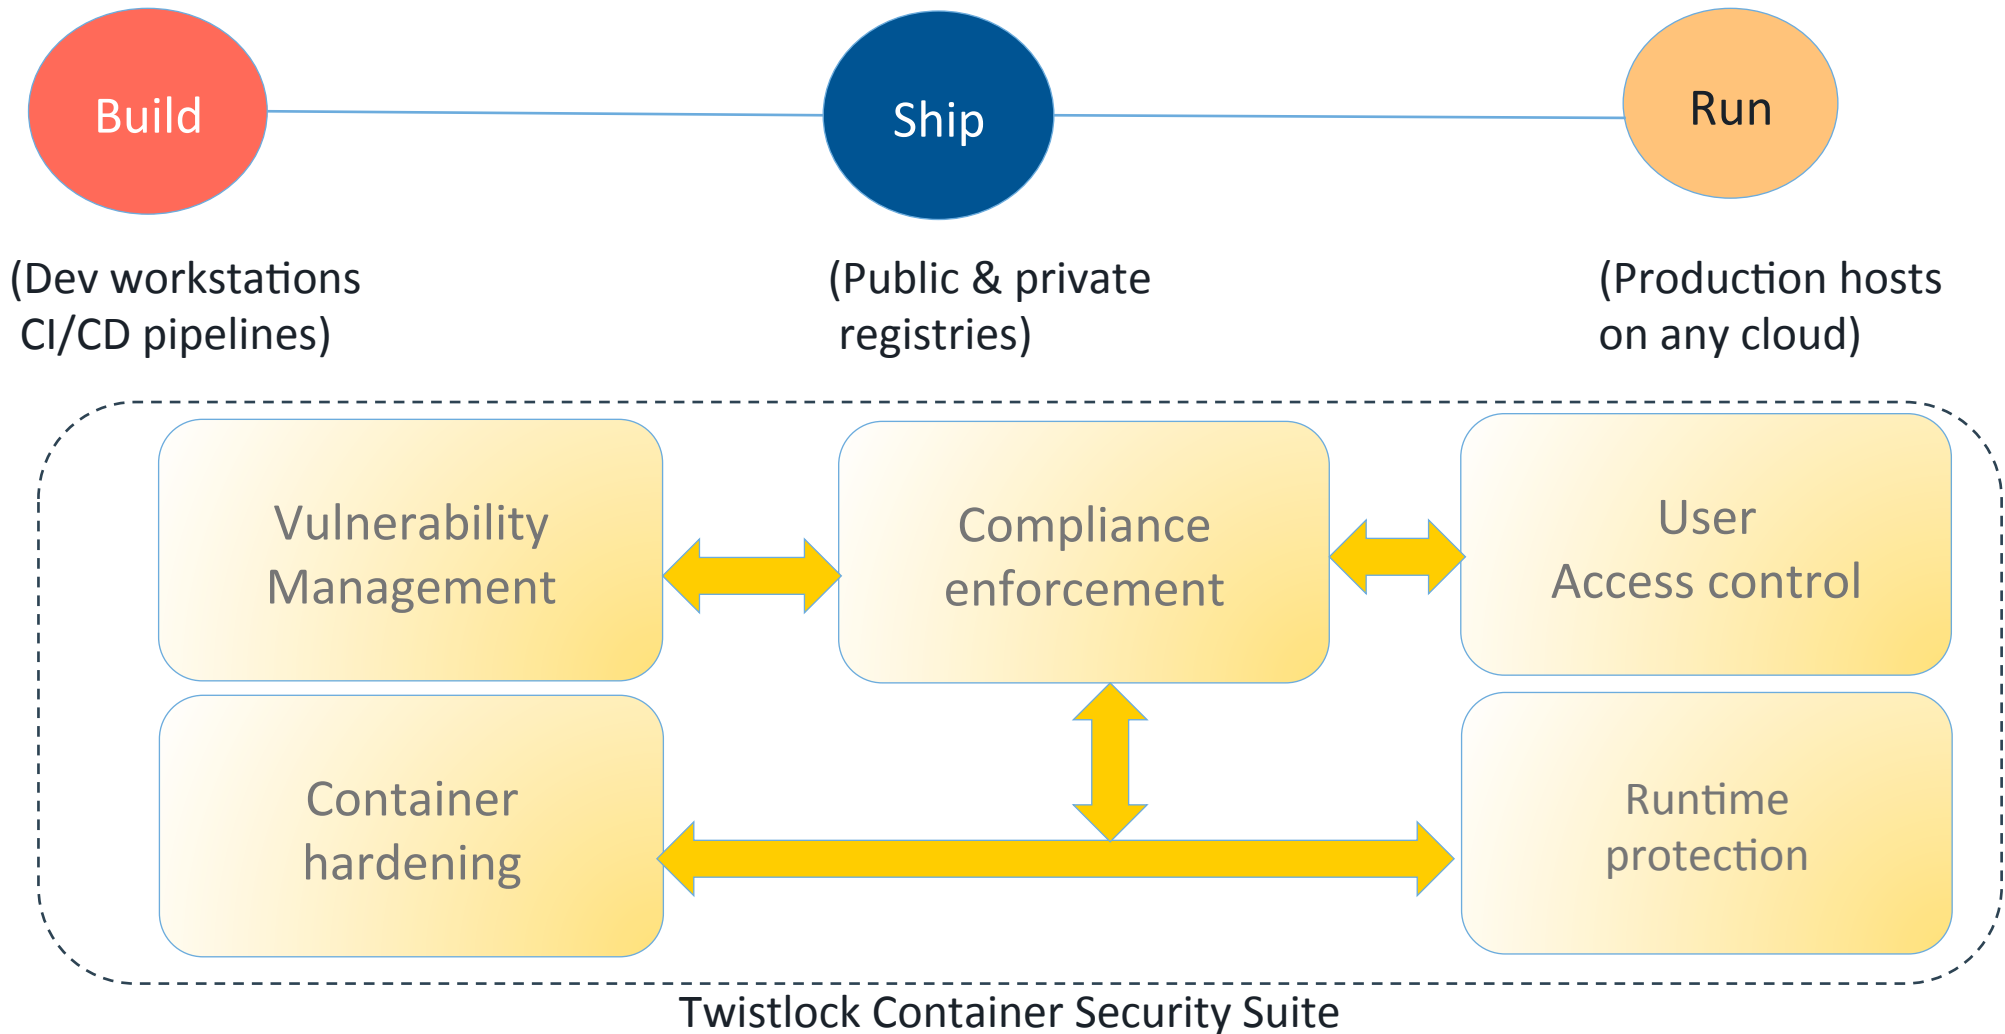 Build
Ship
Run
(Dev workstations
CI/CD pipelines)
(Public & private
registries)
(Production hosts
on any cloud)
Vulnerability
Management
Compliance
enforcement
User
Access control
Container
hardening
Runtime
protection
Twistlock Container Security Suite